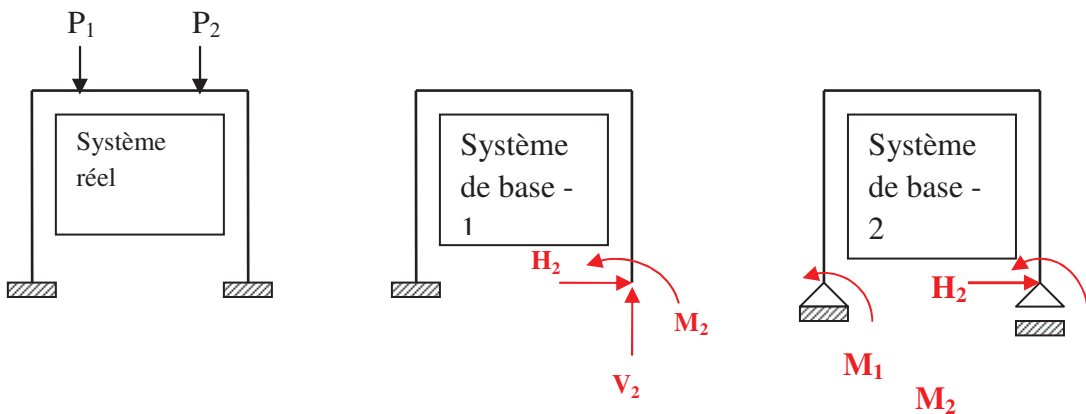 P1
P2
Système
réel
Système
de base -
1
H2
M2
V2
Système
de base -
2
H2
M1
M2